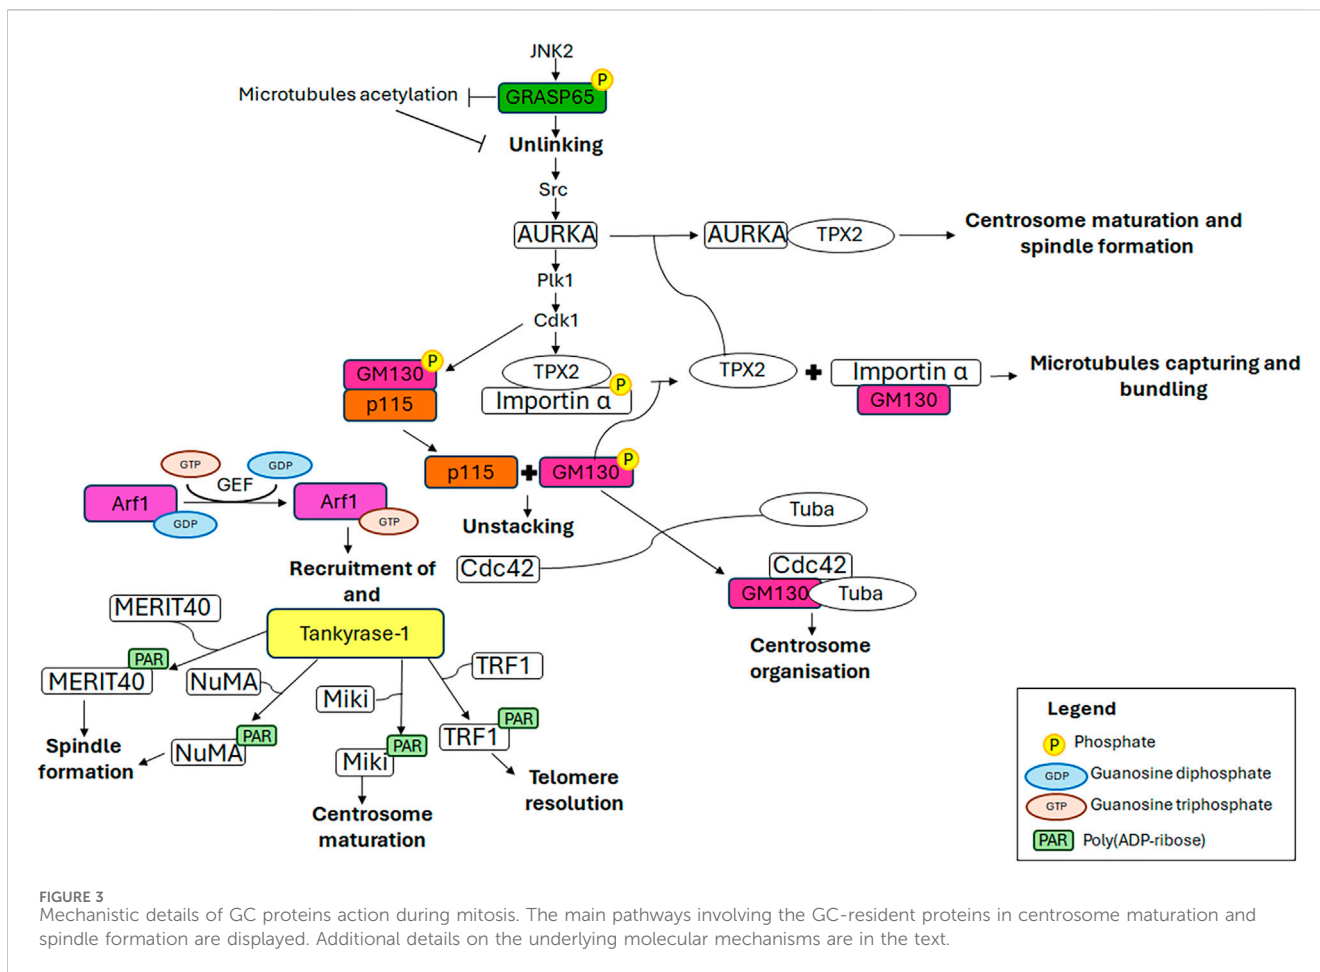 JNK2
P
Microtubules acetylation
GRASP65
Unlinking
Src
AURKA
AURKA
TPX2
Centrosome maturation and
spindle formation
Plk1
Cdk1
P
GM130
p115
TPX2
P
Importin α
TPX2
Importin α
GM130
Microtubules capturing and
bundling
p115
GM130
P
Unstacking
GTP
GDP
GEF
Arf1
GDP
Arf1
GTP
Recruitment of
and
Tankyrase-1
Cdc42
Tuba
Cdc42
GM130
Tuba
Centrosome
organisation
MERIT40
PAR
MERIT40
NuMA
PAR
NuMA
Spindle
formation
Miki
PAR
Miki
Centrosome
maturation
TRF1
PAR
TRF1
Telomere
resolution
Legend
P Phosphate
GDP Guanosine diphosphate
GTP Guanosine triphosphate
PAR Poly(ADP-ribose)
FIGURE 3
Mechanistic details of GC proteins action during mitosis. The main pathways involving the GC-resident proteins in centrosome maturation and
spindle formation are displayed. Additional details on the underlying molecular mechanisms are in the text.